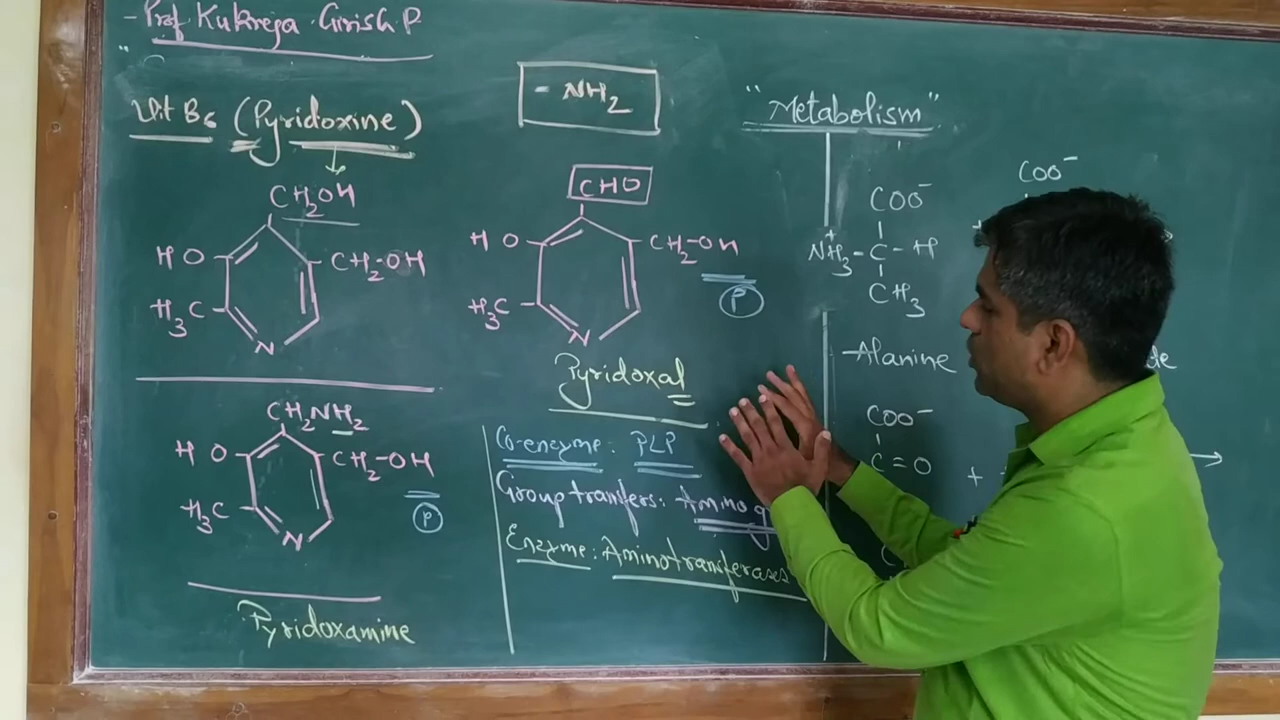 - Prof Kukreja Girish P
Vit B6 (Pyridoxine)
CH2OH
HO
CH2-OH
H3C
N
CH2NH2
HO
CH2-OH
H3C
P
N
Pyridoxamine
- NH2
CHO
HO
CH2-OH
H3C
P
N
Pyridoxal
Co-enzyme: PLP
Group transfers: Amino g
Enzyme: Aminotransferases
"Metabolism"
COO-
NH3+-C-H
CH3
Alanine
COO-
+
COO-
C=O
+